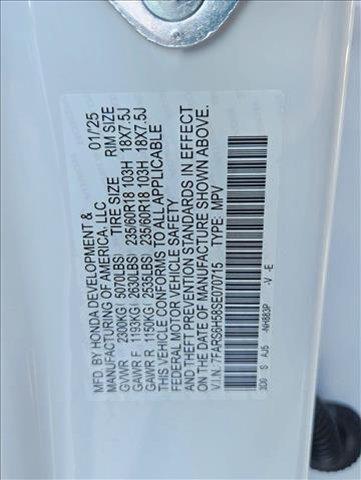 MFD. BY HONDA DEVELOPMENT & 01/25
MANUFACTURING OF AMERICA, LLC
TIRE SIZE RIM SIZE
GVWR 2300KG( 5070LBS)
GAWR F 1193KG( 2630LBS) 235/60R18 103H 18X7.5J
GAWR R 1150KG( 2535LBS) 235/60R18 103H 18X7.5J
THIS VEHICLE CONFORMS TO ALL APPLICABLE
FEDERAL MOTOR VEHICLE SAFETY
AND THEFT PREVENTION STANDARDS IN EFFECT
ON THE DATE OF MANUFACTURE SHOWN ABOVE.
V.I.N.: 7FARS6H58SE070715 TYPE: MPV
3D9 S AJ5 -NH883P -V -E